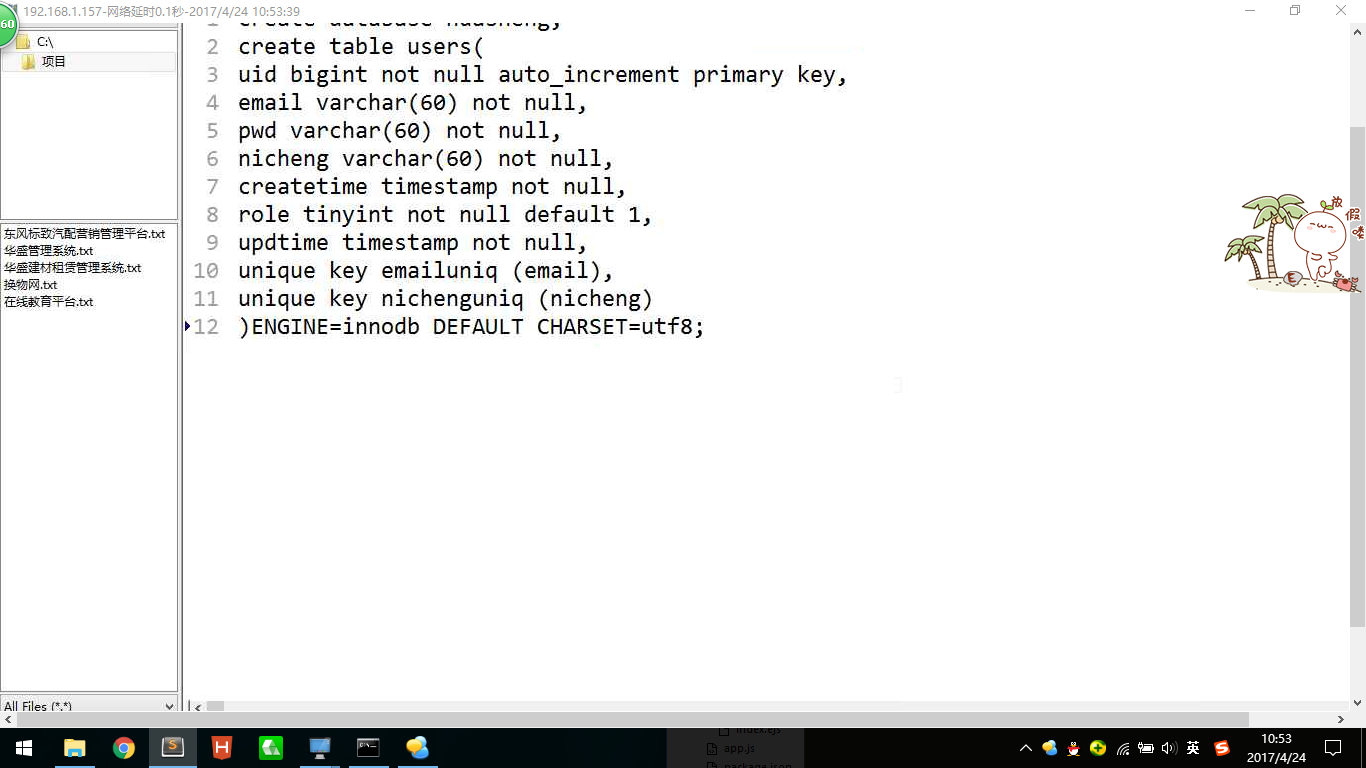 192.168.1.157-网络延时0.1秒-2017/4/24 10:53:39
60
C:\
项目
东风标致汽配营销管理平台.txt
华盛管理系统.txt
华盛建材租赁管理系统.txt
换物网.txt
在线教育平台.txt
All Files (*.*)
1 create database huasheng;
2 create table users(
3 uid bigint not null auto_increment primary key,
4 email varchar(60) not null,
5 pwd varchar(60) not null,
6 nicheng varchar(60) not null,
7 createtime timestamp not null,
8 role tinyint not null default 1,
9 updtime timestamp not null,
10 unique key emailuniq (email),
11 unique key nichenguniq (nicheng)
12 )ENGINE=innodb DEFAULT CHARSET=utf8;
放假喽
3
index.ejs
app.js
package.json
英
10:53
2017/4/24